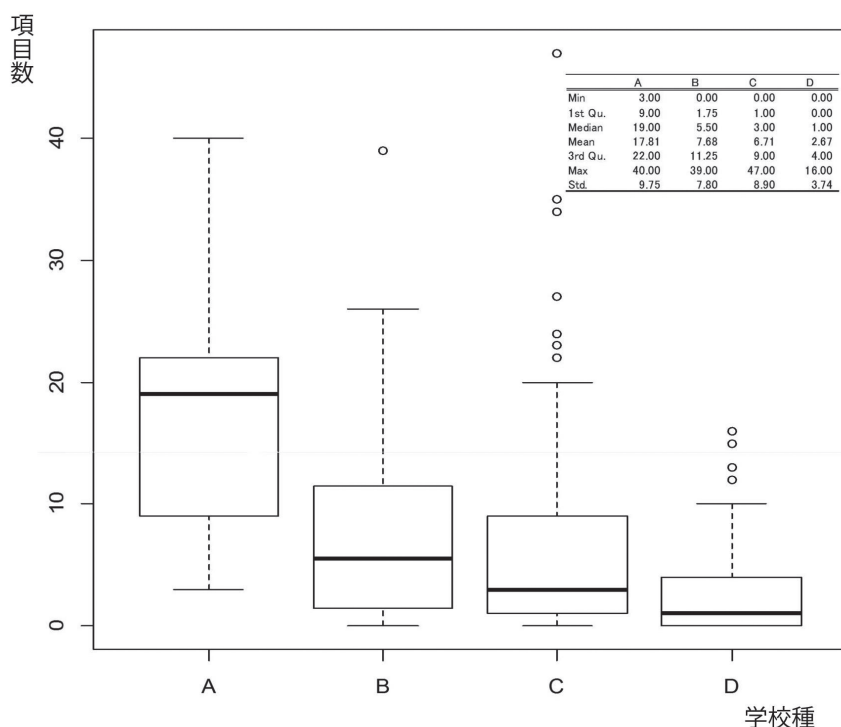 項目数
A B C D
Min 3.00 0.00 0.00 0.00
1st Qu. 9.00 1.75 1.00 0.00
Median 19.00 5.50 3.00 1.00
Mean 17.81 7.68 6.71 2.67
3rd Qu. 22.00 11.25 9.00 4.00
Max 40.00 39.00 47.00 16.00
Std. 9.75 7.80 8.90 3.74
40
30
20
10
0
A B C D
学校種